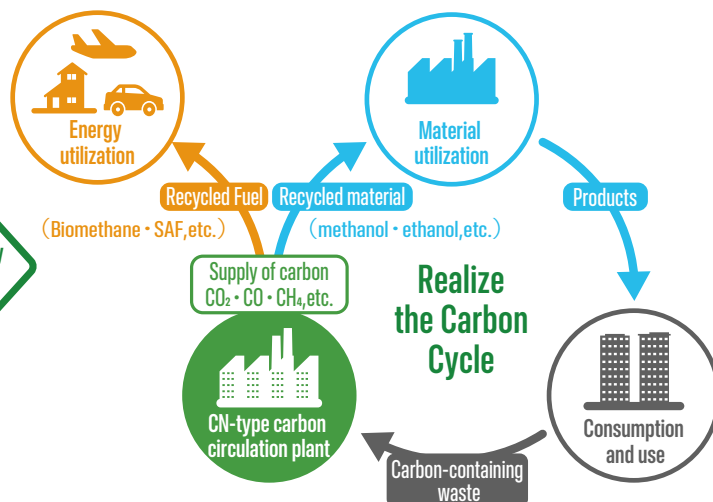 Energy
utilization
Material
utilization
Recycled Fuel
Recycled material
Products
(Biomethane・SAF,etc.)
(methanol・ethanol,etc.)
Supply of carbon
CO₂・CO・CH₄,etc.
Realize
the Carbon
Cycle
CN-type carbon
circulation plant
Consumption
and use
Carbon-containing
waste